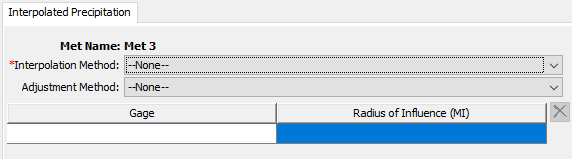 Interpolated Precipitation
Met Name: Met 3
*Interpolation Method: --None--
Adjustment Method: --None--
Gage Radius of Influence (MI)